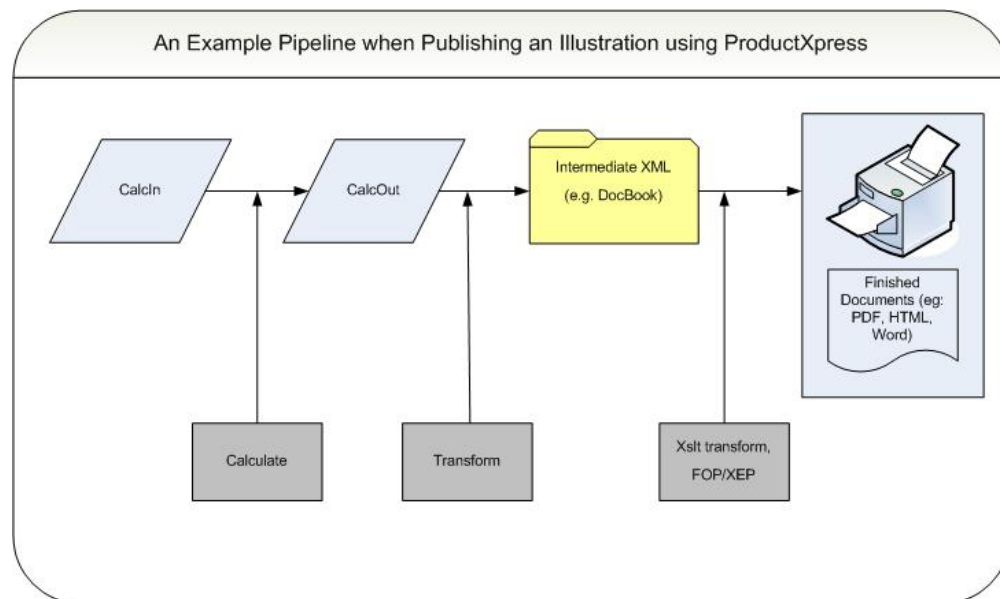 An Example Pipeline when Publishing an Illustration using ProductXpress
CalcIn
CalcOut
Intermediate XML
(e.g. DocBook)
Finished
Documents (eg:
PDF, HTML,
Word)
Calculate
Transform
Xslt transform,
FOP/XEP